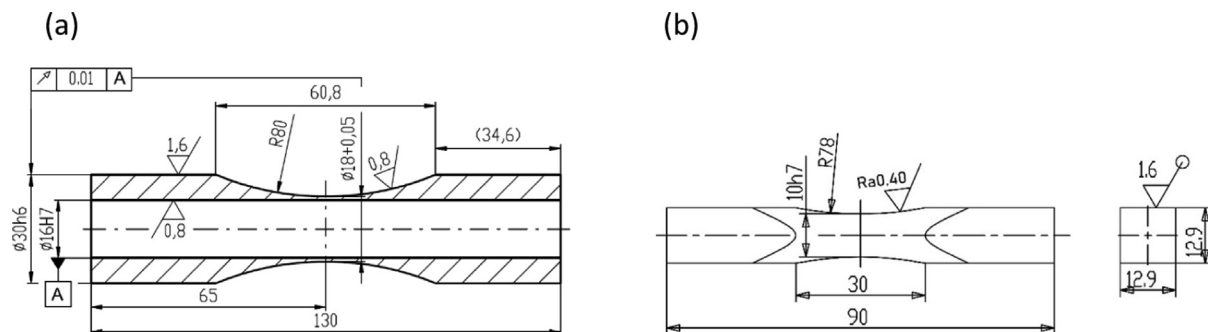 (a)
(b)
0.01 A
60,8
R80
Ø18+0,05
(34,6)
1,6
0,8
0,8
Ø30h6
Ø16H7
A
65
130
R78
10h7
Ra0,40
1.6
12.9
12,9
30
90